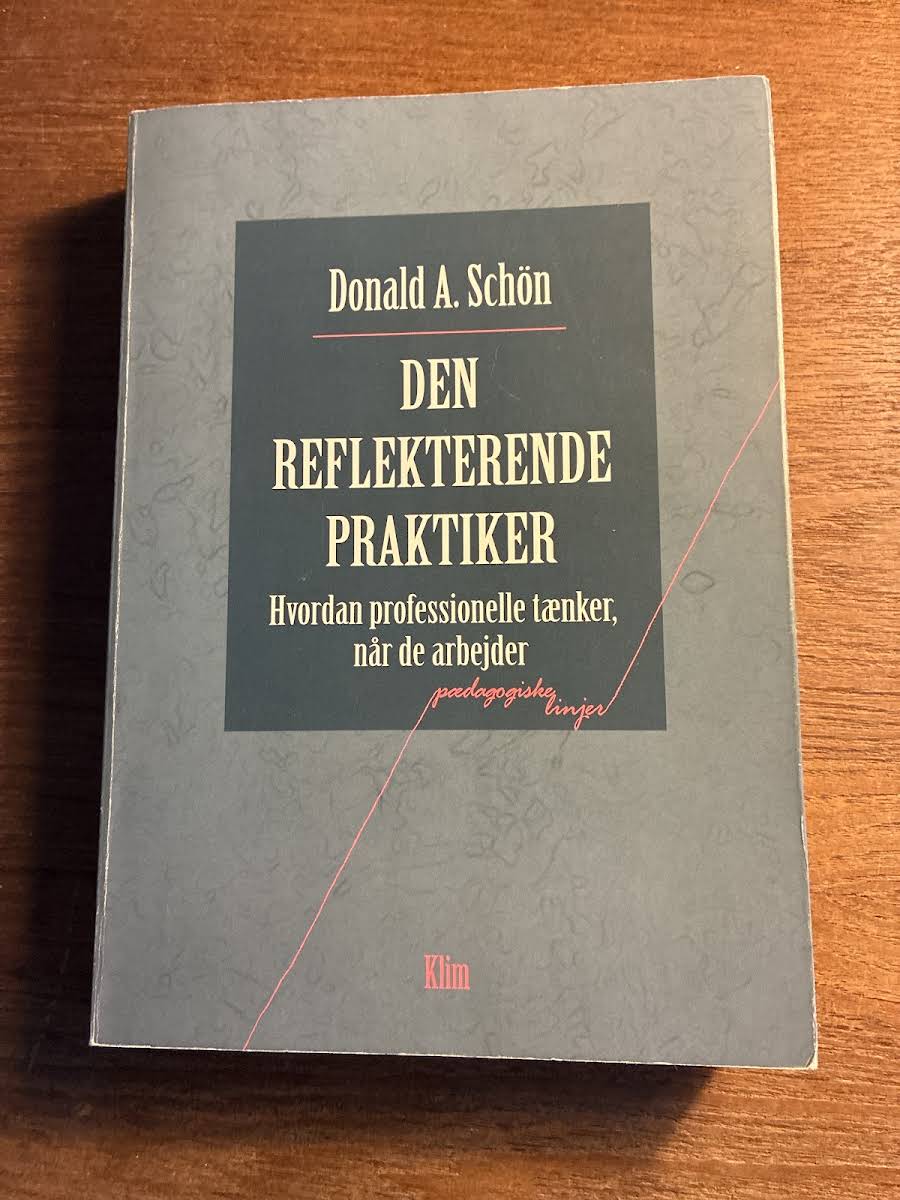 Donald A. Schön
DEN
REFLEKTERENDE
PRAKTIKER
Hvordan professionelle tænker,
når de arbejder
pædagogiske
linjer
Klim